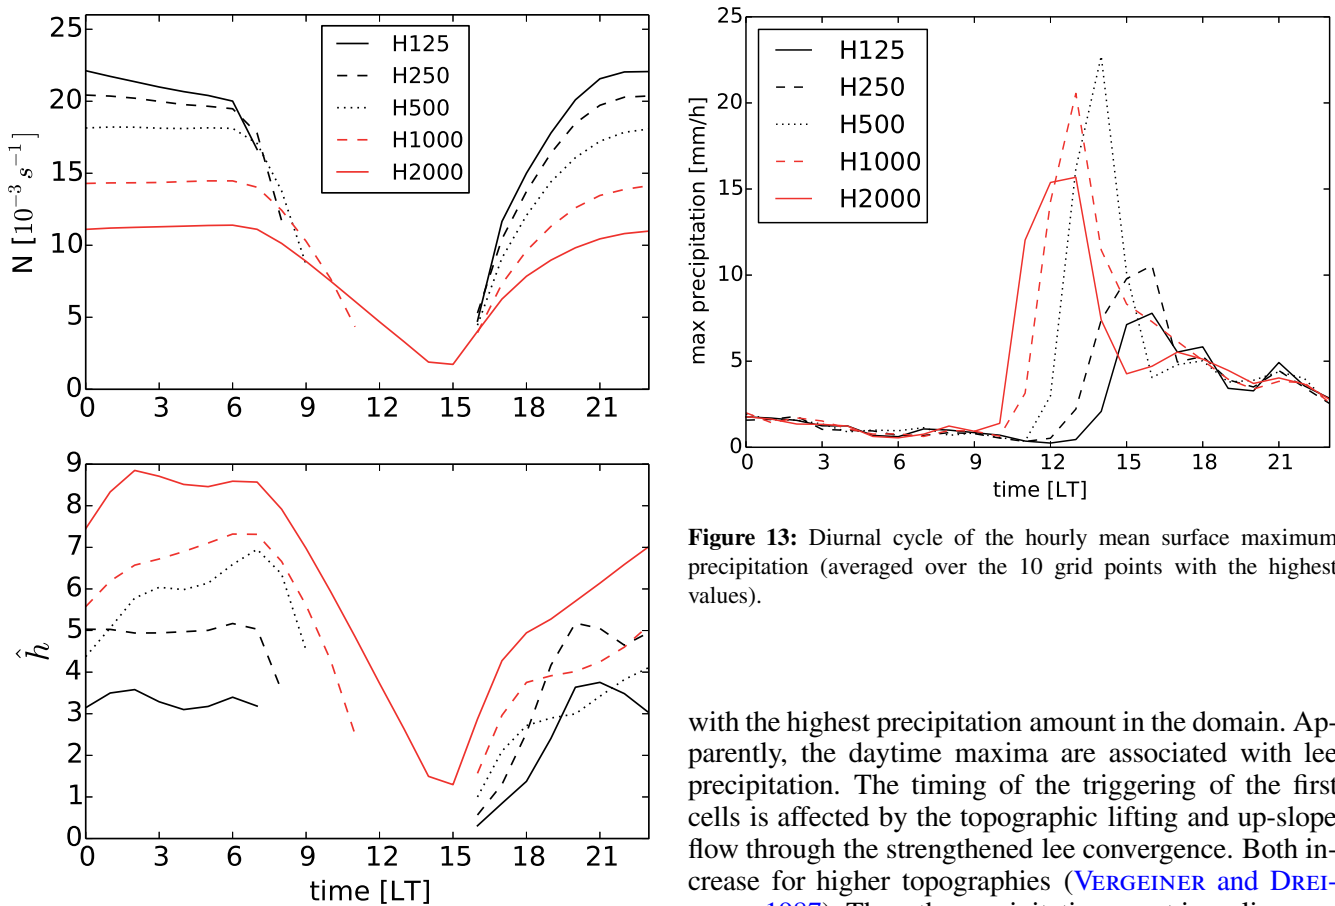 25
20
15
10
5
0
N [10⁻³ s⁻¹]
H125
H250
H500
H1000
H2000
0 3 6 9 12 15 18 21
9
8
7
6
5
4
3
2
1
0
ĥ
0 3 6 9 12 15 18 21
time [LT]
25
20
15
10
5
0
max precipitation [mm/h]
H125
H250
H500
H1000
H2000
0 3 6 9 12 15 18 21
time [LT]
Figure 13: Diurnal cycle of the hourly mean surface maximum
precipitation (averaged over the 10 grid points with the highest
values).
with the highest precipitation amount in the domain. Ap-
parently, the daytime maxima are associated with lee
precipitation. The timing of the triggering of the first
cells is affected by the topographic lifting and up-slope
flow through the strengthened lee convergence. Both in-
crease for higher topographies (VERGEINER and DREI-